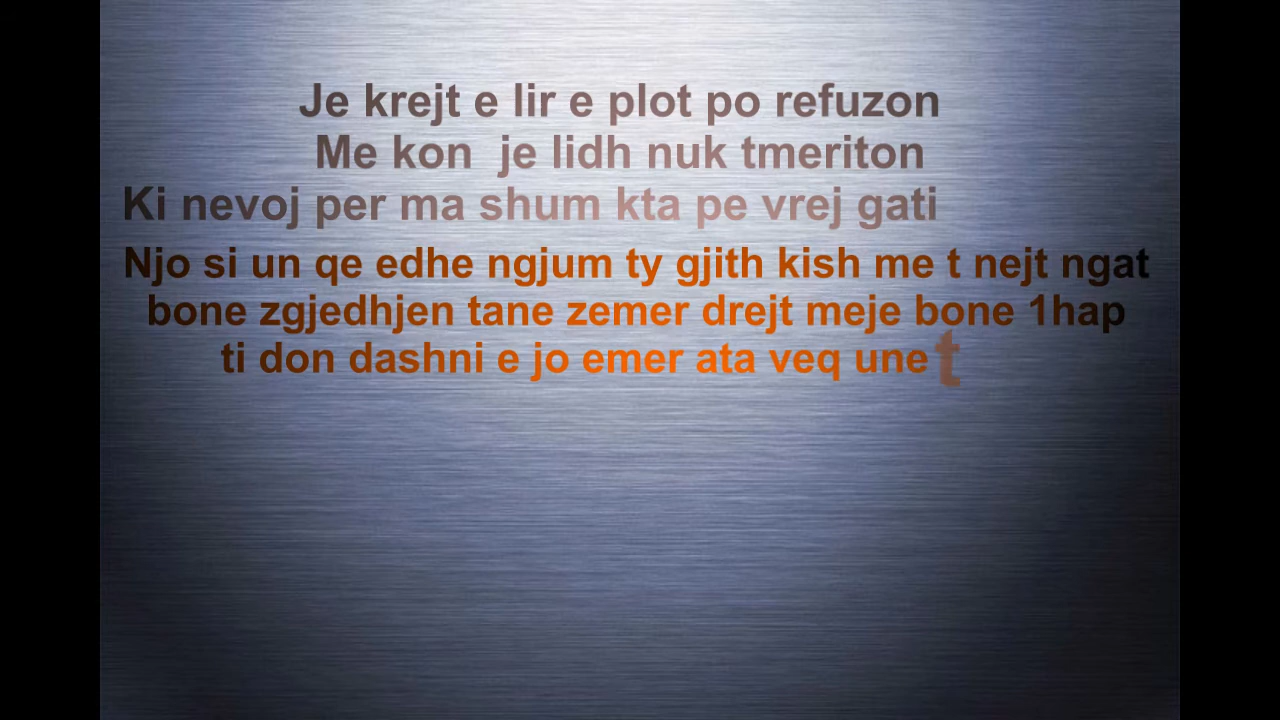 Je krejt e lir e plot po refuzon
Me kon je lidh nuk tmeriton
Ki nevoj per ma shum kta pe vrej gati
Njo si un qe edhe ngjum ty gjith kish me t nejt ngat
bone zgjedhjen tane zemer drejt meje bone 1hap
ti don dashni e jo emer ata veq une t